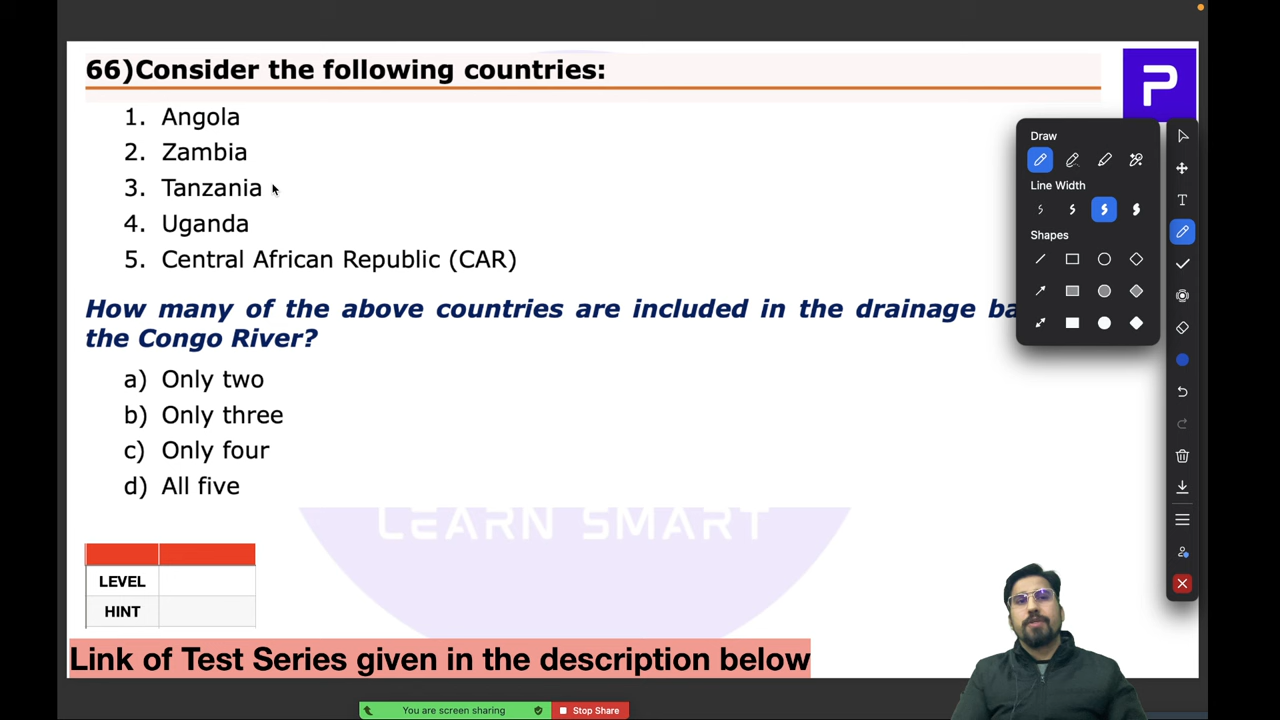 66)Consider the following countries:
P
1. Angola
2. Zambia
3. Tanzania
4. Uganda
5. Central African Republic (CAR)
How many of the above countries are included in the drainage ba
the Congo River?
a) Only two
b) Only three
c) Only four
d) All five
LEARN SMART
LEVEL
HINT
Link of Test Series given in the description below
Draw
Line Width
Shapes
You are screen sharing
Stop Share